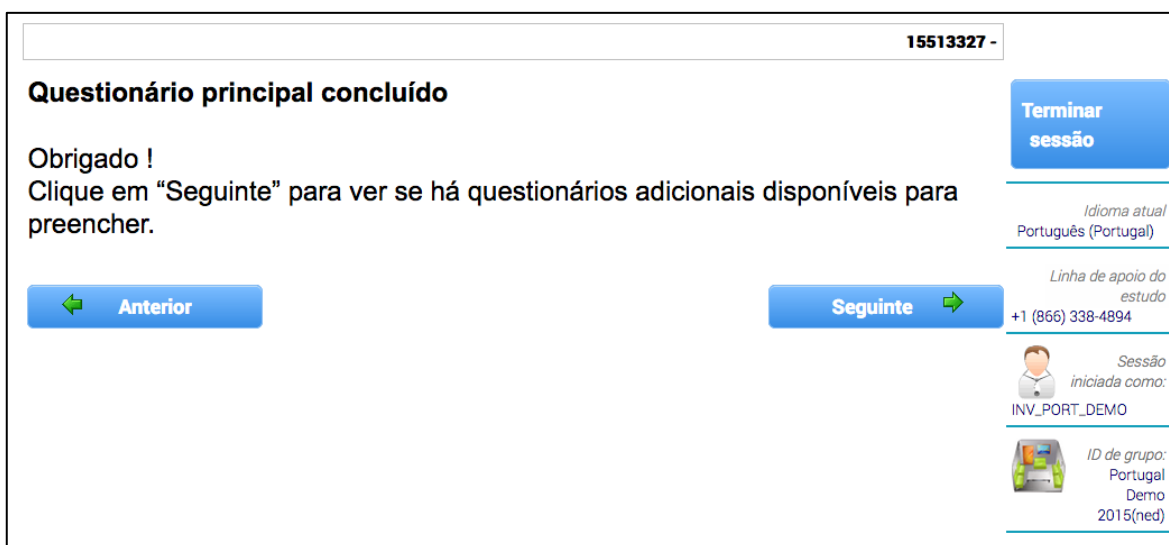 15513327 -
Questionário principal concluído
Obrigado !
Clique em “Seguinte” para ver se há questionários adicionais disponíveis para
preencher.
Anterior
Seguinte
Terminar
sessão
Idioma atual
Português (Portugal)
Linha de apoio do
estudo
+1 (866) 338-4894
Sessão
iniciada como:
INV_PORT_DEMO
ID de grupo:
Portugal
Demo
2015(ned)